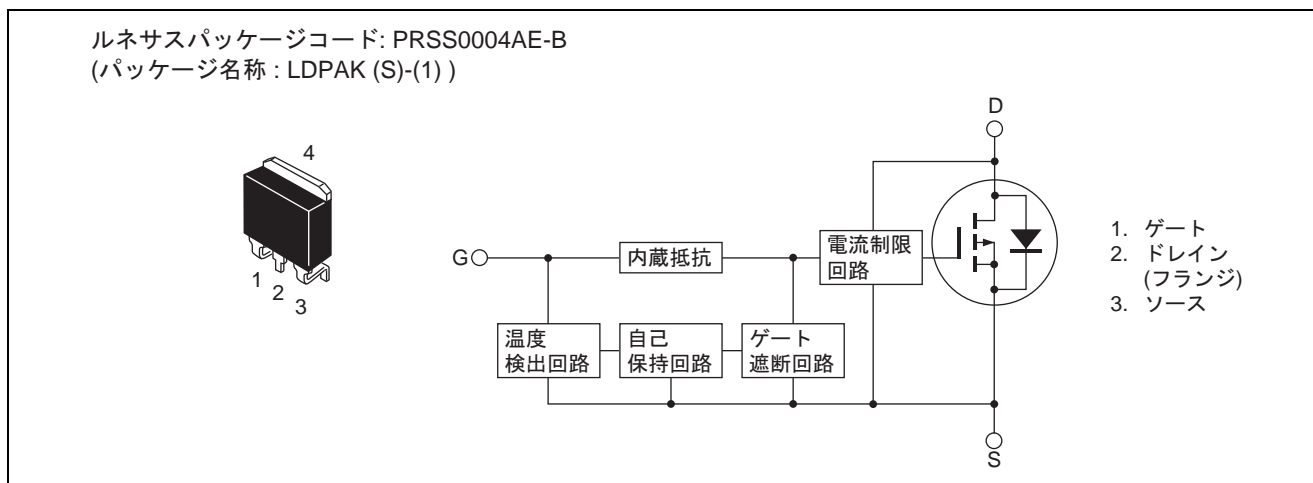 ルネサスパッケージコード: PRSS0004AE-B
(パッケージ名称 : LDPAK (S)-(1) )
4
1
2
3
D
G
内蔵抵抗
電流制限
回路
温度
検出回路
自己
保持回路
ゲート
遮断回路
S
1. ゲート
2. ドレイン
(フランジ)
3. ソース